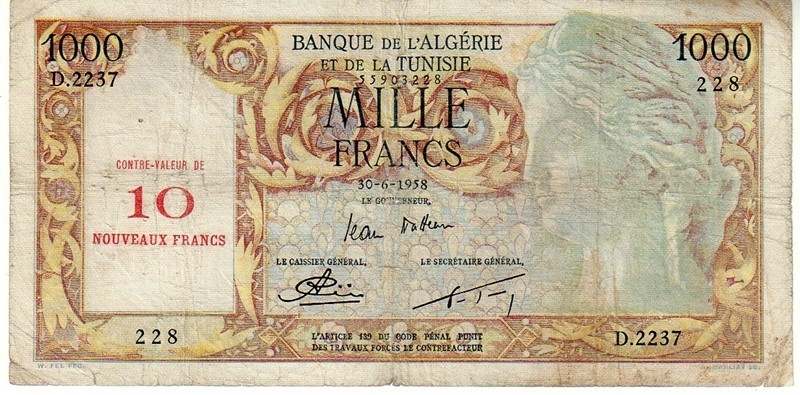 1000
BANQUE DE L'ALGÉRIE
1000
D.2237
ET DE LA TUNISIE
228
55903228
MILLE
FRANCS
CONTRE-VALEUR DE
10
NOUVEAUX FRANCS
30-6-1958
LE GOUVERNEUR,
LE CAISSIER GÉNÉRAL,
LE SECRÉTAIRE GÉNÉRAL,
228
L'ARTICLE 139 DU CODE PÉNAL PUNIT
D.2237
DES TRAVAUX FORCÉS LE CONTREFACTEUR
W. FEL FEC.